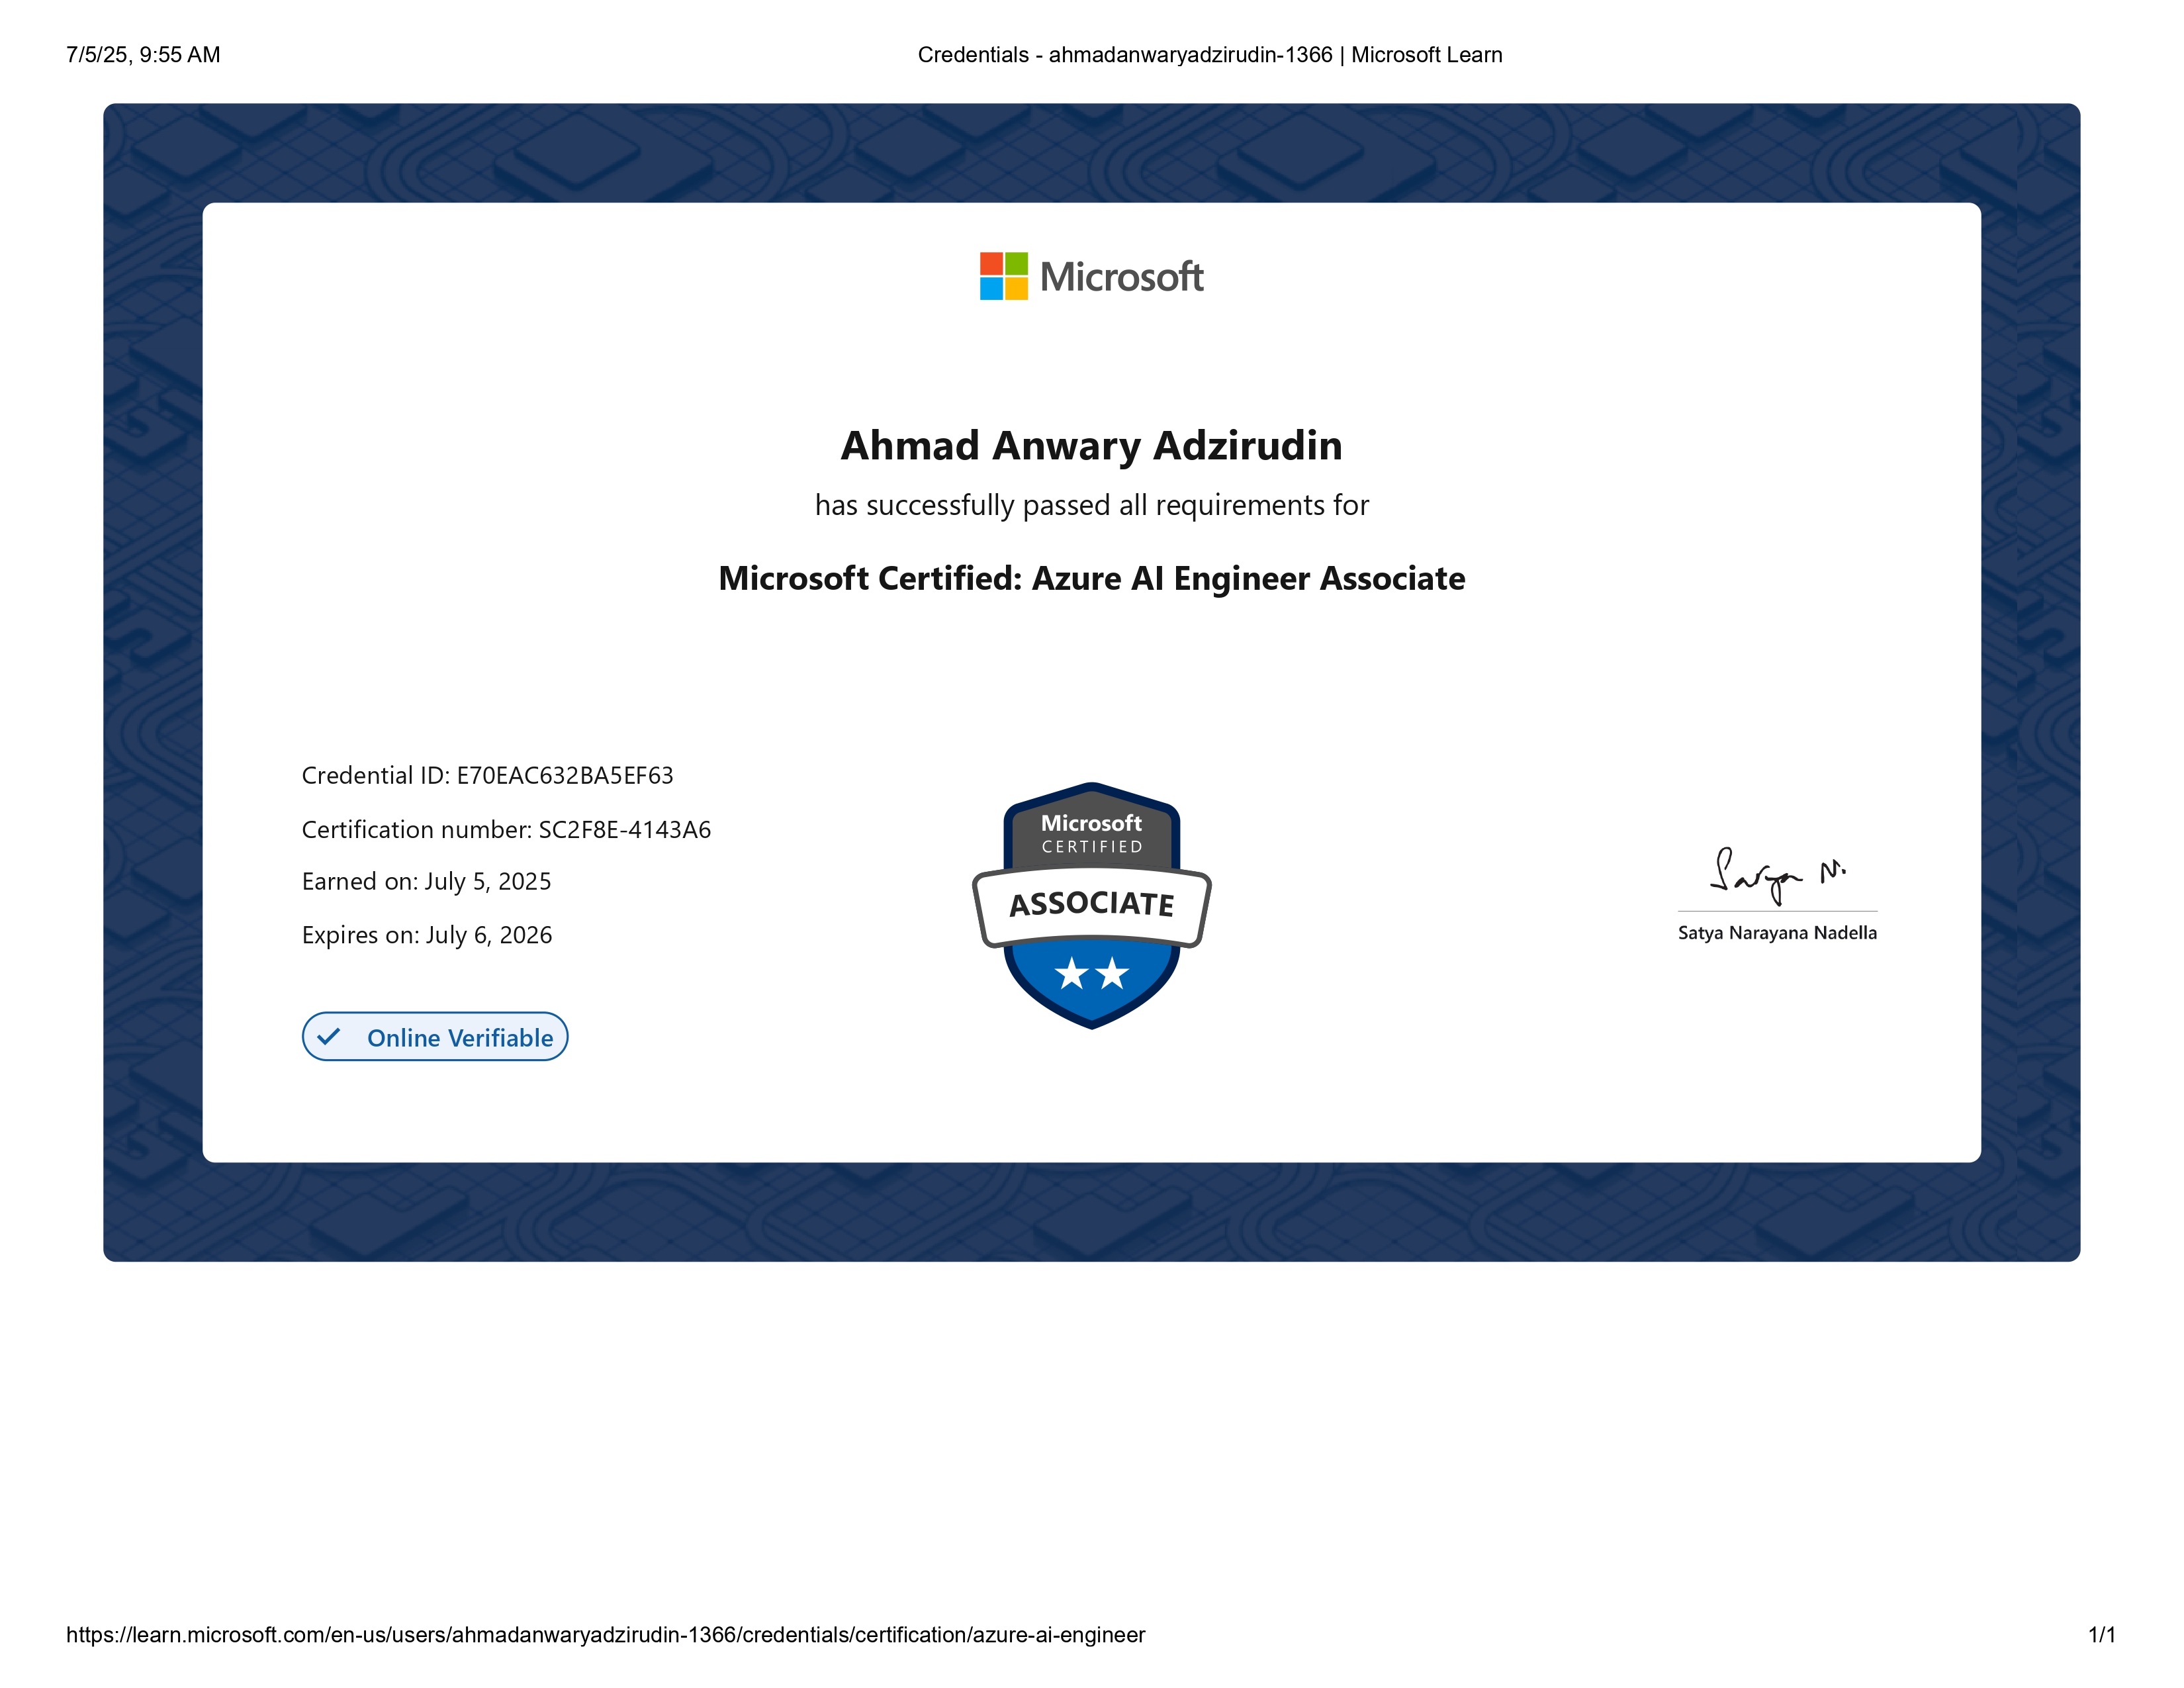 7/5/25, 9:55 AM
Credentials - ahmadanwaryadzirudin-1366 | Microsoft Learn
Microsoft
Ahmad Anwary Adzirudin
has successfully passed all requirements for
Microsoft Certified: Azure AI Engineer Associate
Credential ID: E70EAC632BA5EF63
Certification number: SC2F8E-4143A6
Earned on: July 5, 2025
Expires on: July 6, 2026
Online Verifiable
Microsoft
CERTIFIED
ASSOCIATE
Satya N.
Satya Narayana Nadella
https://learn.microsoft.com/en-us/users/ahmadanwaryadzirudin-1366/credentials/certification/azure-ai-engineer
1/1